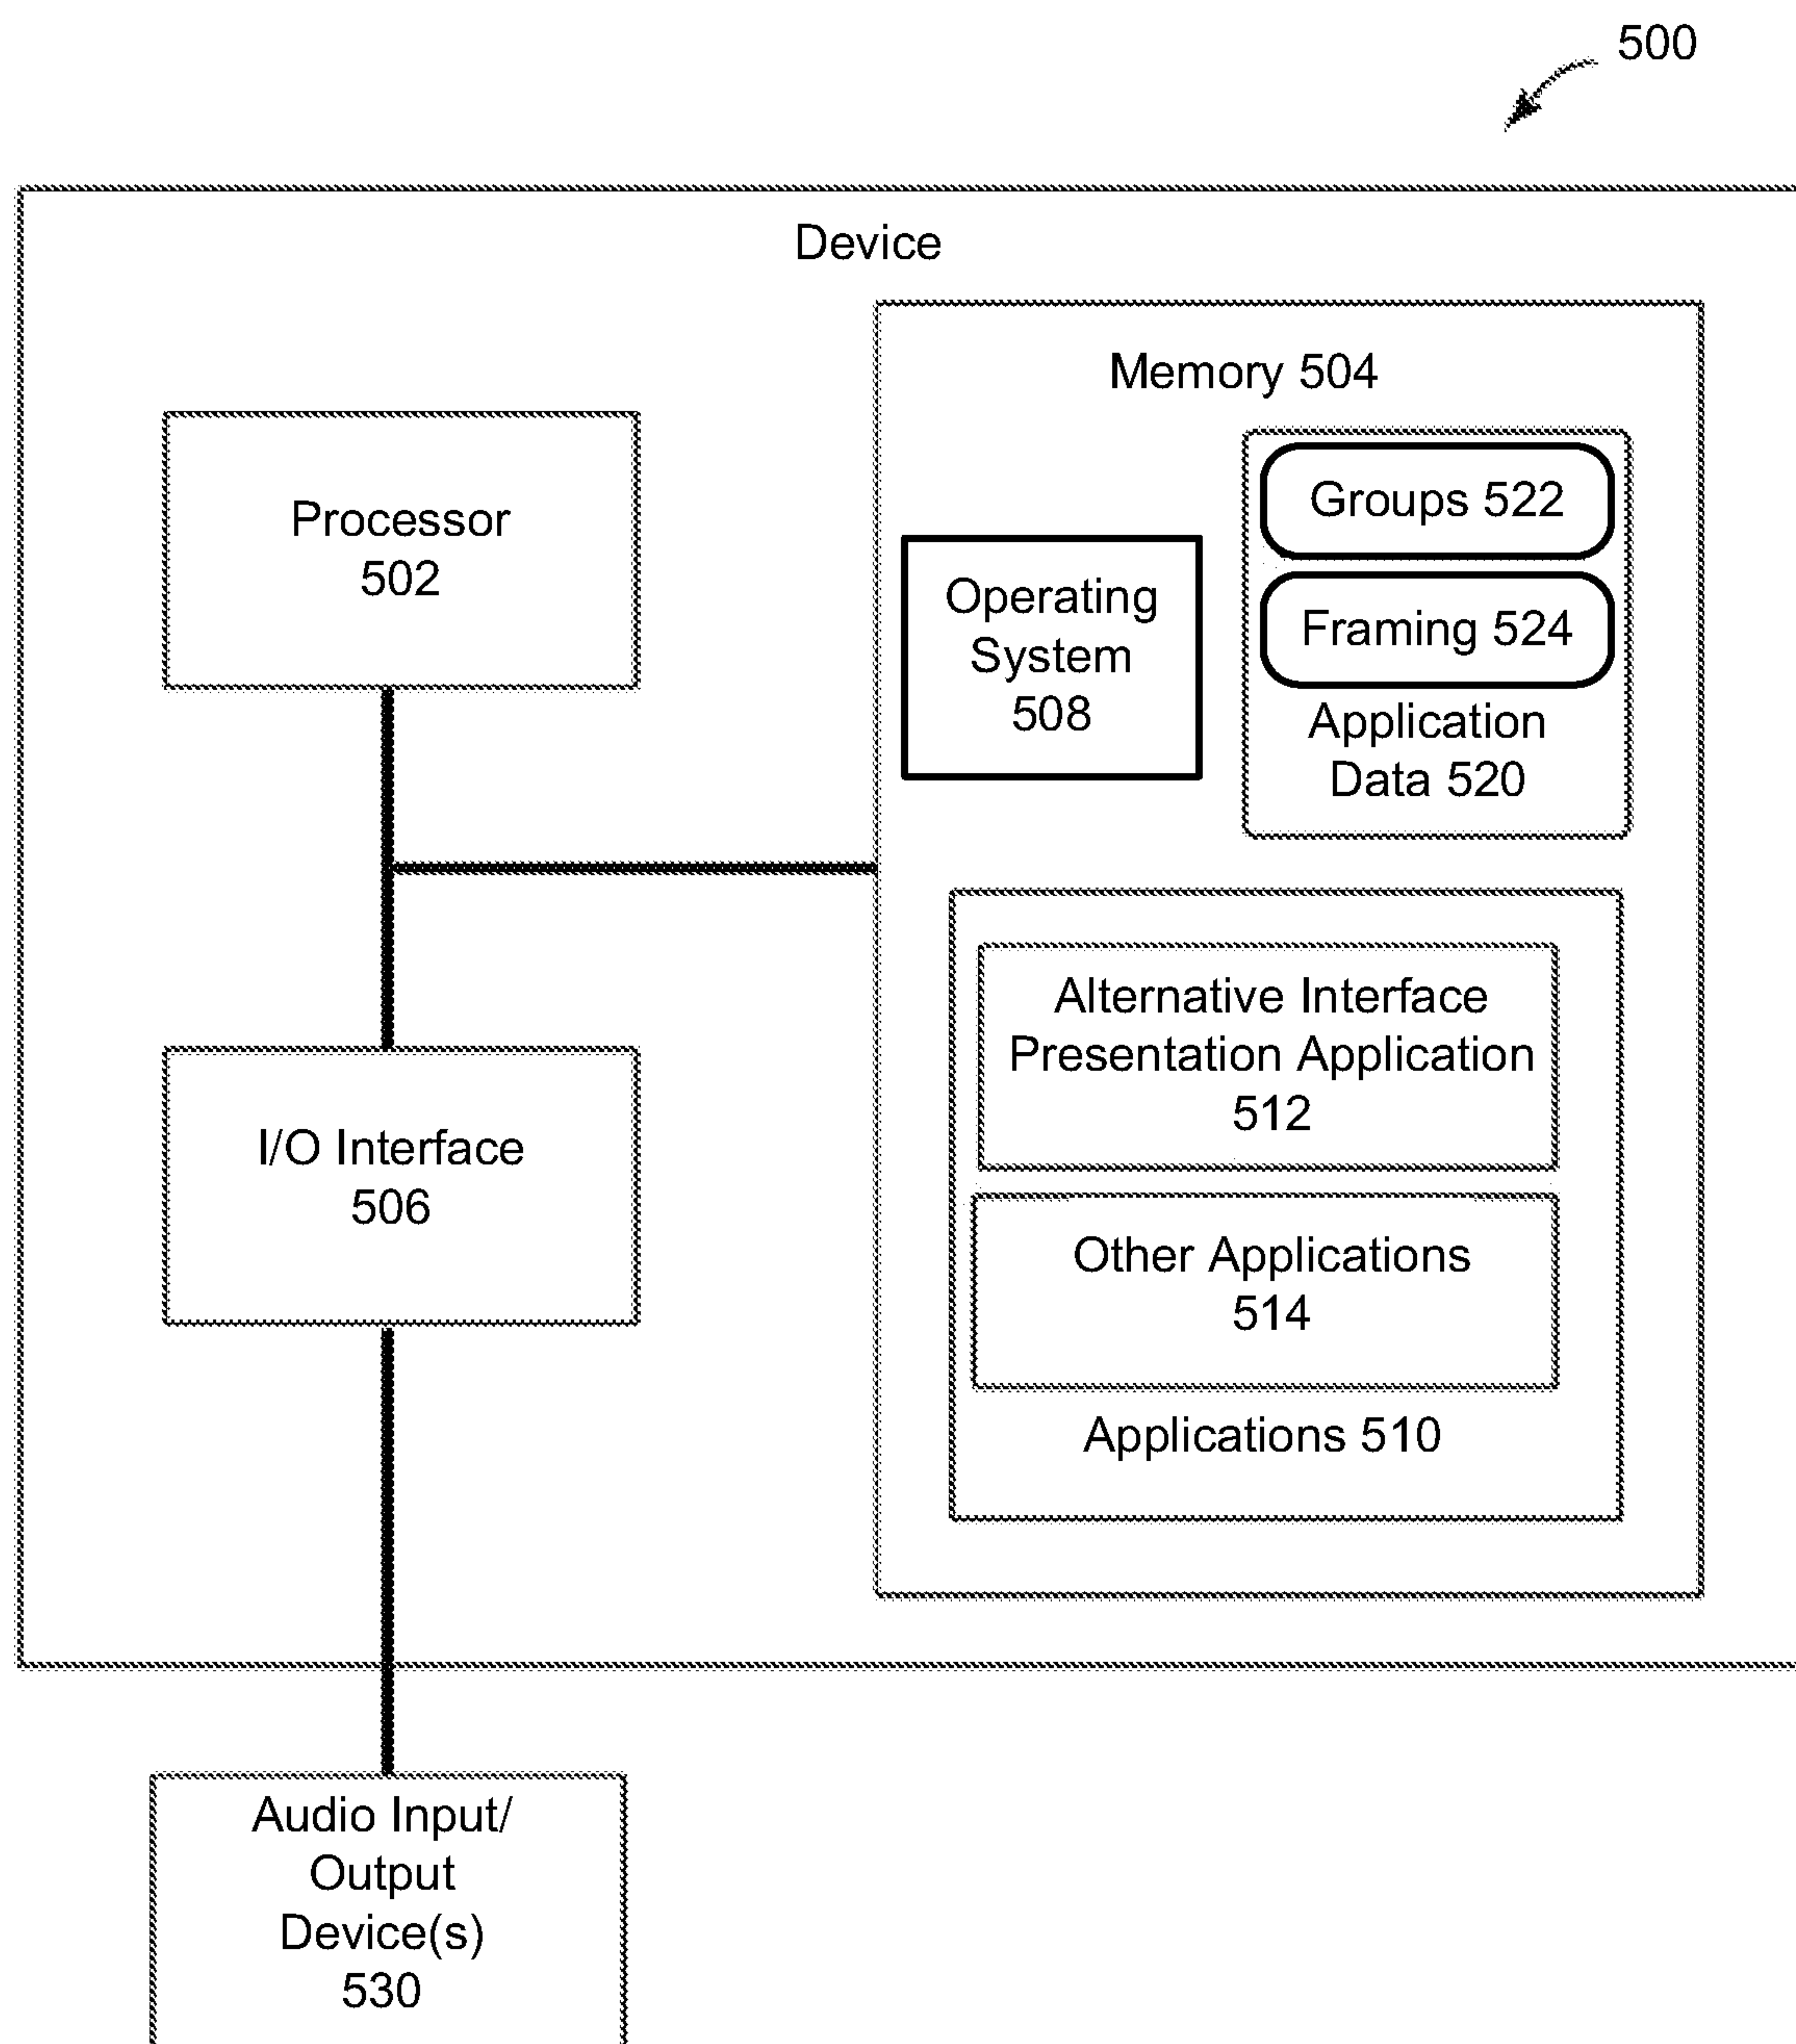 500
Device
Memory 504
Processor
502
Groups 522
Framing 524
Application
Data 520
Operating
System
508
Alternative Interface
Presentation Application
512
Other Applications
514
Applications 510
I/O Interface
506
Audio Input/
Output
Device(s)
530